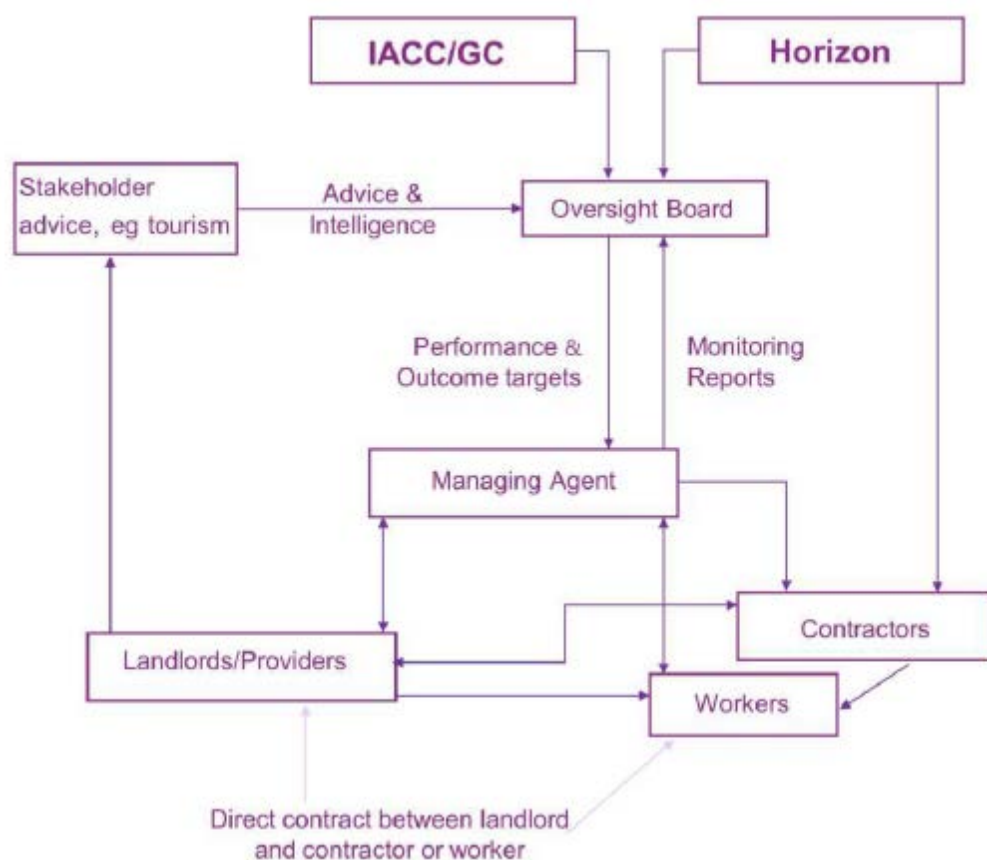 IACC/GC
Horizon
Stakeholder
advice, eg tourism
Advice &
Intelligence
Oversight Board
Performance &
Outcome targets
Monitoring
Reports
Managing Agent
Contractors
Landlords/Providers
Workers
Direct contract between landlord
and contractor or worker